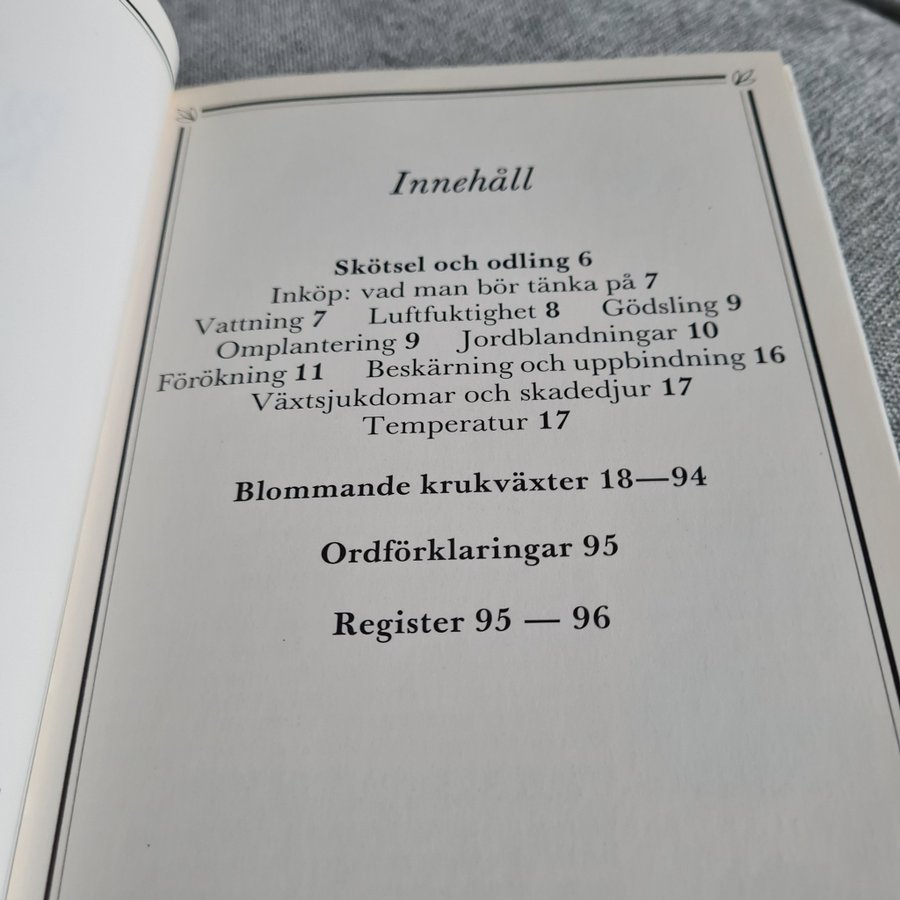 Innehåll
Skötsel och odling 6
Inköp: vad man bör tänka på 7
Vattning 7 Luftfuktighet 8 Gödsling 9
Omplantering 9 Jordblandningar 10
Förökning 11 Beskärning och uppbindning 16
Växtsjukdomar och skadedjur 17
Temperatur 17
Blommande krukväxter 18—94
Ordförklaringar 95
Register 95 — 96